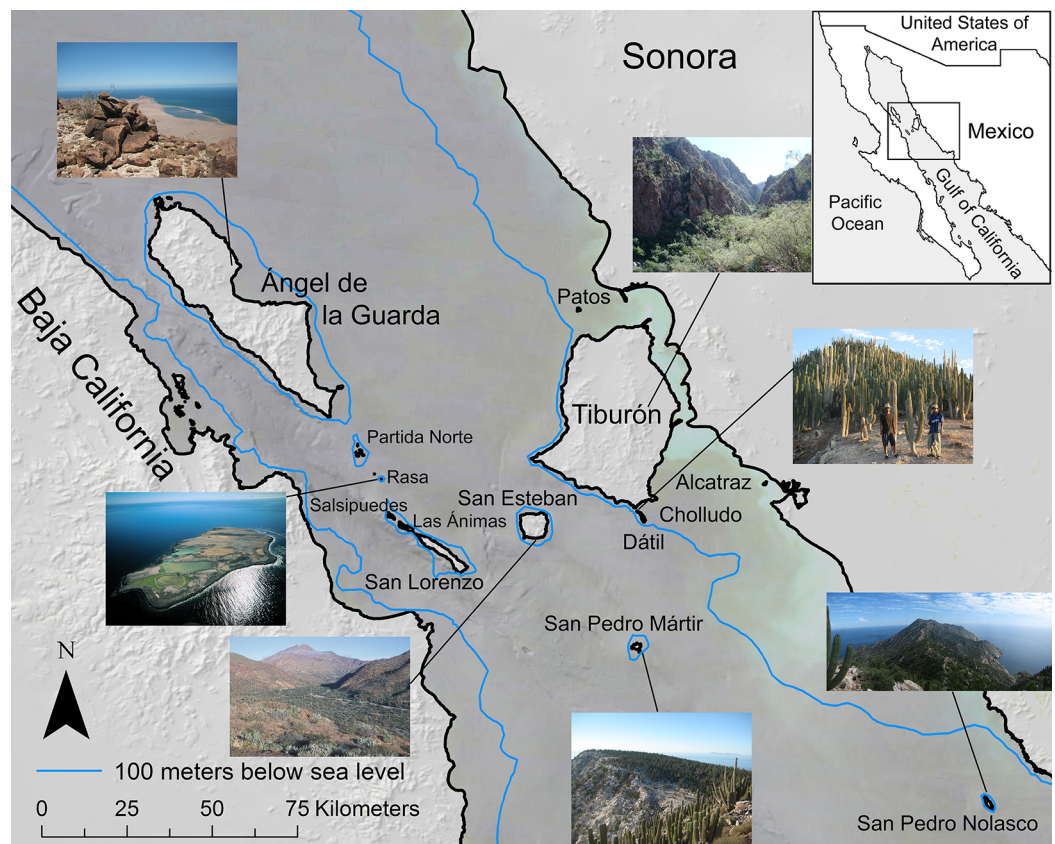 United States of
America
Sonora
Mexico
Pacific
Ocean
Gulf of California
Ángel de
la Guarda
Patos
Baja California
Tiburón
Partida Norte
Rasa
Alcatraz
San Esteban
Salsipuedes
Las Ánimas
Cholludo
Dátil
San Lorenzo
San Pedro Mártir
N
100 meters below sea level
0 25 50 75 Kilometers
San Pedro Nolasco